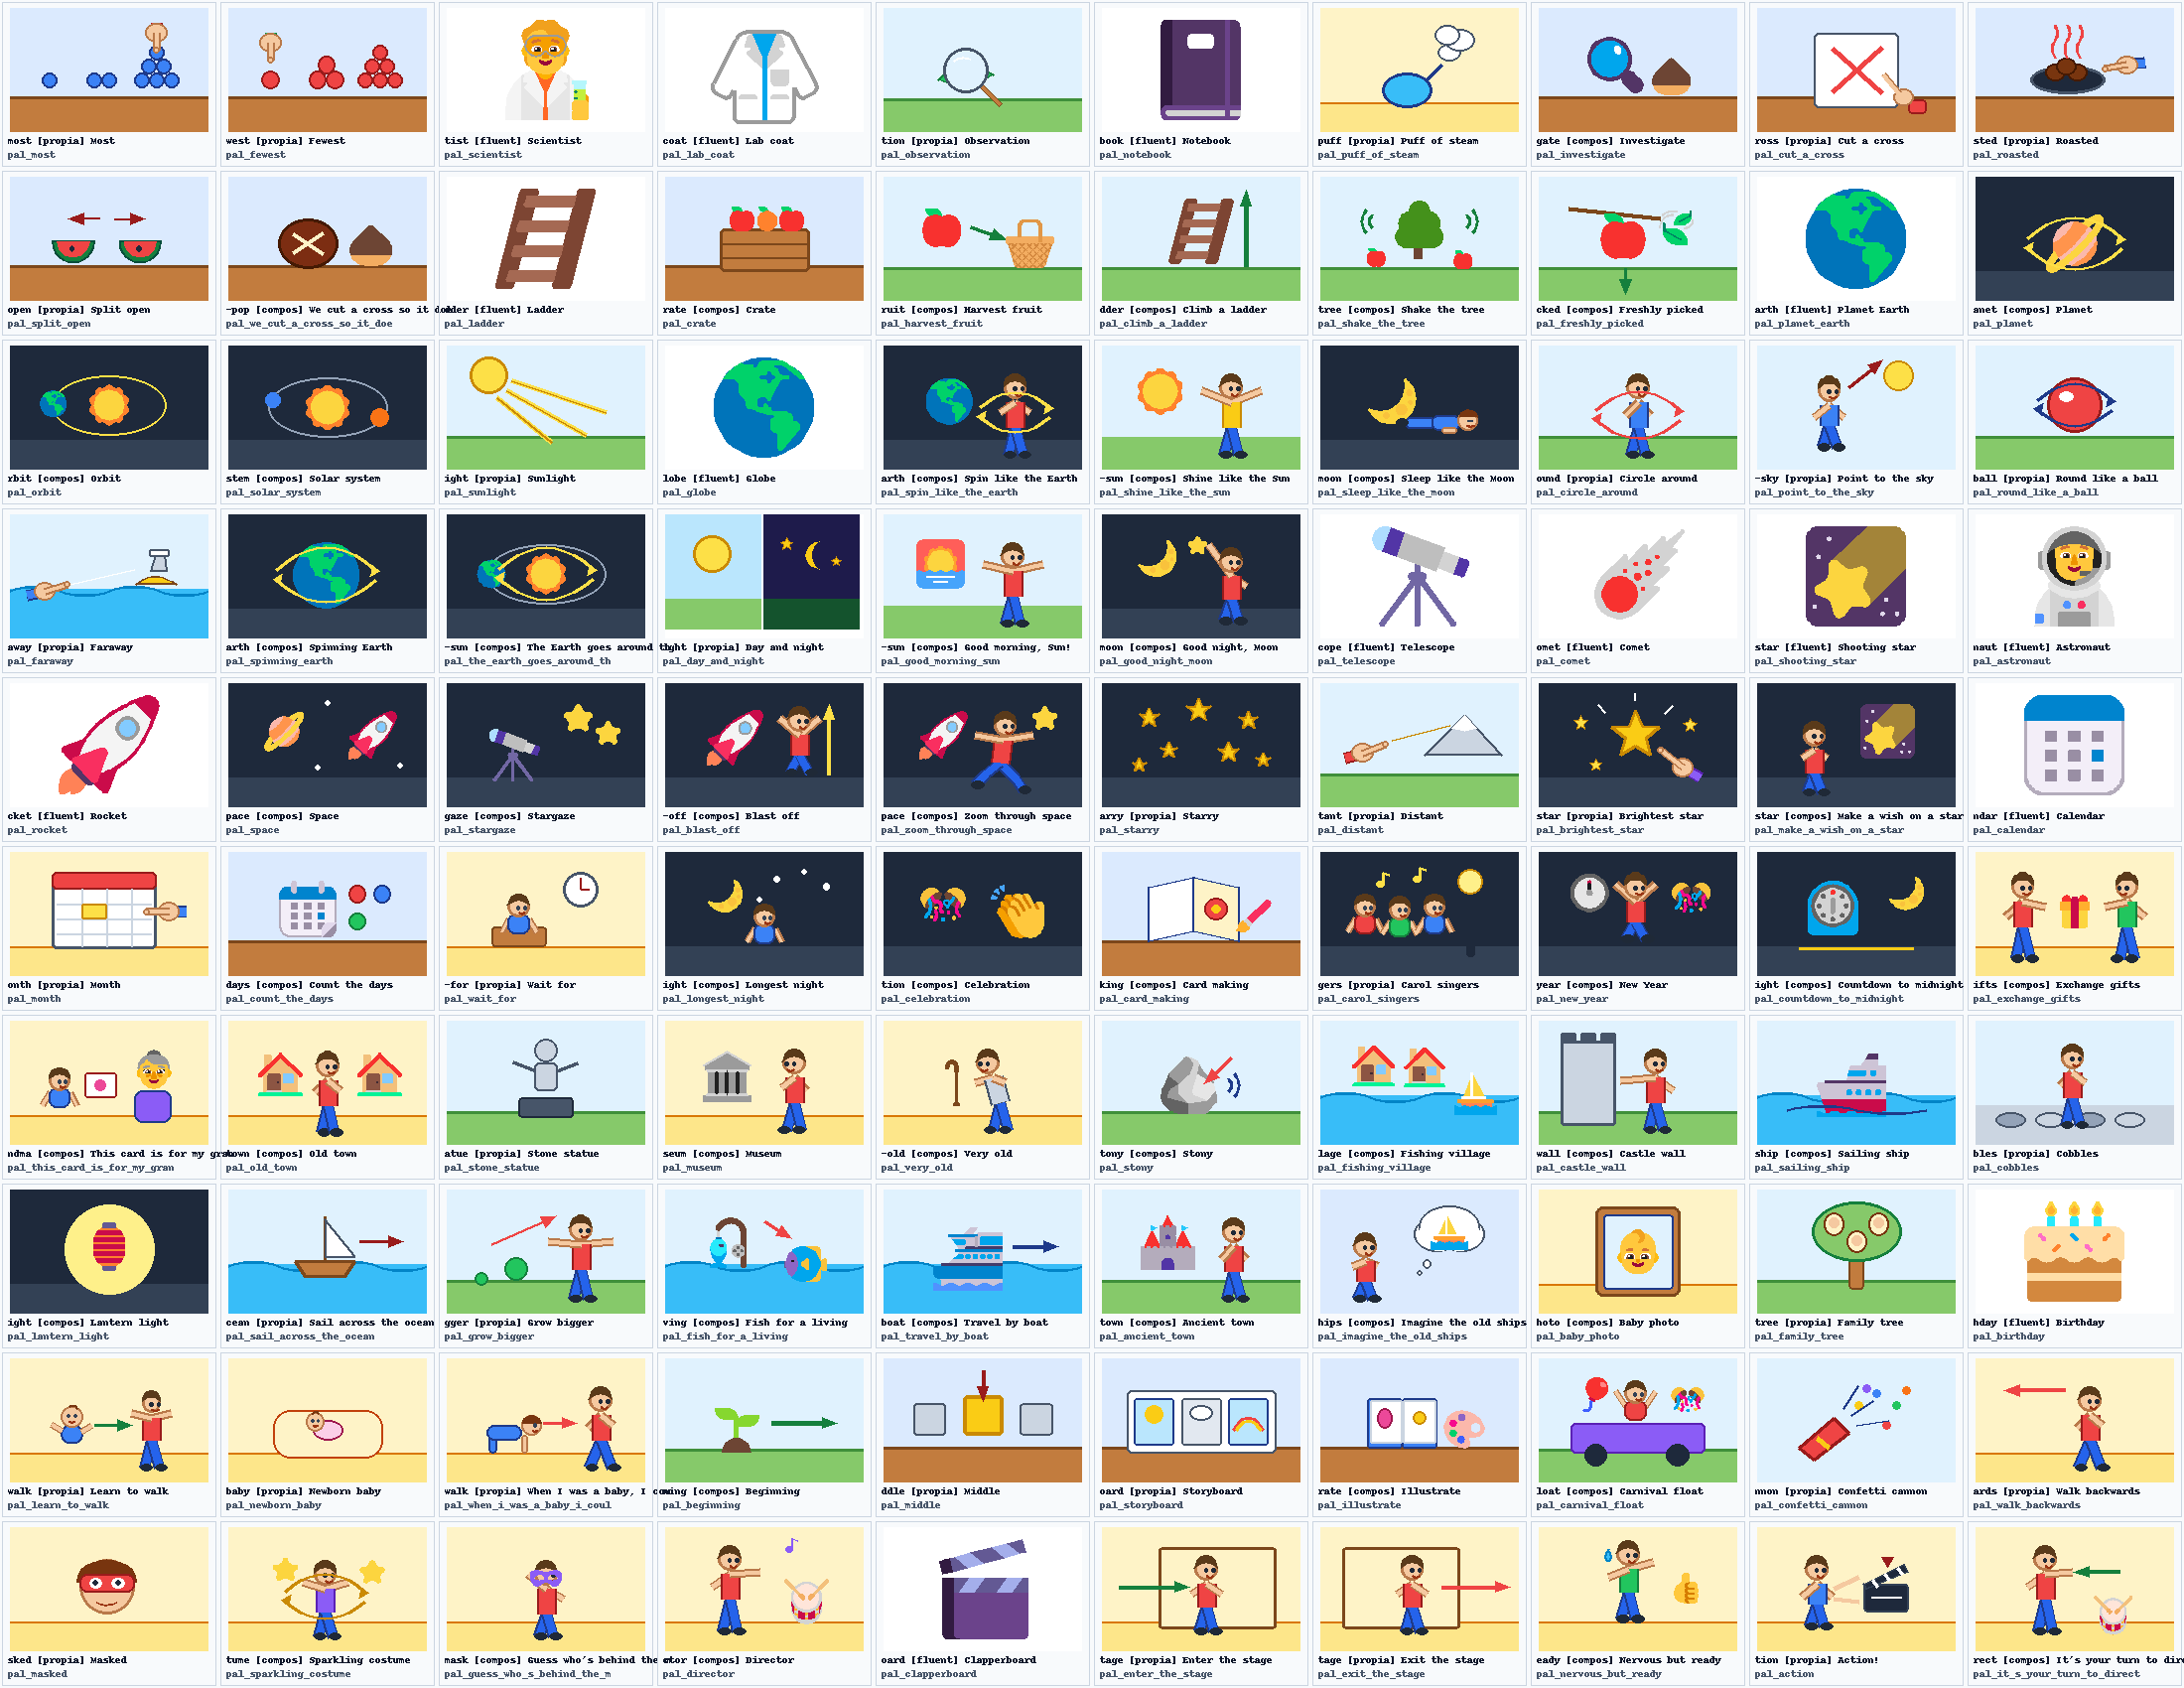 most [propia] Most
pal_most
west [propia] Fewest
pal_fewest
tist [fluent] Scientist
pal_scientist
coat [fluent] Lab coat
pal_lab_coat
tion [propia] Observation
pal_observation
book [fluent] Notebook
pal_notebook
puff [propia] Puff of steam
pal_puff_of_steam
gate [compos] Investigate
pal_investigate
ross [propia] Cut a cross
pal_cut_a_cross
sted [propia] Roasted
pal_roasted
open [propia] Split open
pal_split_open
-pop [compos] We cut a cross so it
pal_we_cut_a_cross_so_it_doe
[fluent] Ladder
pal_ladder
rate [compos] Crate
pal_crate
ruit [compos] Harvest fruit
pal_harvest_fruit
dder [compos] Climb a ladder
pal_climb_a_ladder
tree [compos] Shake the tree
pal_shake_the_tree
cked [compos] Freshly picked
pal_freshly_picked
arth [fluent] Planet Earth
pal_planet_earth
anet [compos] Planet
pal_planet
rbit [compos] Orbit
pal_orbit
stem [compos] Solar system
pal_solar_system
ight [propia] Sunlight
pal_sunlight
lobe [fluent] Globe
pal_globe
arth [compos] Spin like the Earth
pal_spin_like_the_earth
-sun [compos] Shine like the Sun
pal_shine_like_the_sun
moon [compos] Sleep like the Moon
pal_sleep_like_the_moon
ound [propia] Circle around
pal_circle_around
-sky [propia] Point to the sky
pal_point_to_the_sky
ball [propia] Round like a ball
pal_round_like_a_ball
away [propia] Faraway
pal_faraway
arth [compos] Spinning Earth
pal_spinning_earth
-sun [compos] The Earth goes around
pal_the_earth_goes_around_th
[propia] Day and night
pal_day_and_night
-sun [compos] Good morning, Sun!
pal_good_morning_sun
moon [compos] Good night, Moon
pal_good_night_moon
cope [fluent] Telescope
pal_telescope
omet [fluent] Comet
pal_comet
star [fluent] Shooting star
pal_shooting_star
naut [fluent] Astronaut
pal_astronaut
cket [fluent] Rocket
pal_rocket
pace [compos] Space
pal_space
gaze [compos] Stargaze
pal_stargaze
-off [compos] Blast off
pal_blast_off
pace [compos] Zoom through space
pal_zoom_through_space
arry [propia] Starry
pal_starry
tant [propia] Distant
pal_distant
star [propia] Brightest star
pal_brightest_star
star [compos] Make a wish on a star
pal_make_a_wish_on_a_star
ndar [fluent] Calendar
pal_calendar
onth [propia] Month
pal_month
days [compos] Count the days
pal_count_the_days
-for [propia] Wait for
pal_wait_for
ight [compos] Longest night
pal_longest_night
tion [compos] Celebration
pal_celebration
king [compos] Card making
pal_card_making
gers [propia] Carol singers
pal_carol_singers
year [compos] New Year
pal_new_year
ight [compos] Countdown to midnight
pal_countdown_to_midnight
ifts [compos] Exchange gifts
pal_exchange_gifts
ndma [compos] This card is for my
pal_this_card_is_for_my_gran
[compos] Old town
pal_old_town
atue [propia] Stone statue
pal_stone_statue
seum [compos] Museum
pal_museum
-old [compos] Very old
pal_very_old
tony [compos] Stony
pal_stony
lage [compos] Fishing village
pal_fishing_village
wall [compos] Castle wall
pal_castle_wall
ship [compos] Sailing ship
pal_sailing_ship
bles [propia] Cobbles
pal_cobbles
ight [compos] Lantern light
pal_lantern_light
cean [propia] Sail across the ocean
pal_sail_across_the_ocean
gger [propia] Grow bigger
pal_grow_bigger
ving [compos] Fish for a living
pal_fish_for_a_living
boat [compos] Travel by boat
pal_travel_by_boat
town [compos] Ancient town
pal_ancient_town
hips [compos] Imagine the old ships
pal_imagine_the_old_ships
hoto [compos] Baby photo
pal_baby_photo
tree [propia] Family tree
pal_family_tree
hday [fluent] Birthday
pal_birthday
walk [propia] Learn to walk
pal_learn_to_walk
baby [propia] Newborn baby
pal_newborn_baby
walk [propia] When I was a baby, I
pal_when_i_was_a_baby_i_coul
[compos] Beginning
pal_beginning
ddle [propia] Middle
pal_middle
oard [propia] Storyboard
pal_storyboard
rate [compos] Illustrate
pal_illustrate
loat [compos] Carnival float
pal_carnival_float
nnon [propia] Confetti cannon
pal_confetti_cannon
ards [propia] Walk backwards
pal_walk_backwards
sked [propia] Masked
pal_masked
tume [compos] Sparkling costume
pal_sparkling_costume
mask [compos] Guess who's behind the
pal_guess_who_s_behind_the_m
[compos] Director
pal_director
oard [fluent] Clapperboard
pal_clapperboard
tage [propia] Enter the stage
pal_enter_the_stage
tage [propia] Exit the stage
pal_exit_the_stage
eady [compos] Nervous but ready
pal_nervous_but_ready
tion [propia] Action!
pal_action
rect [compos] It's your turn to
pal_it_s_your_turn_to_direct